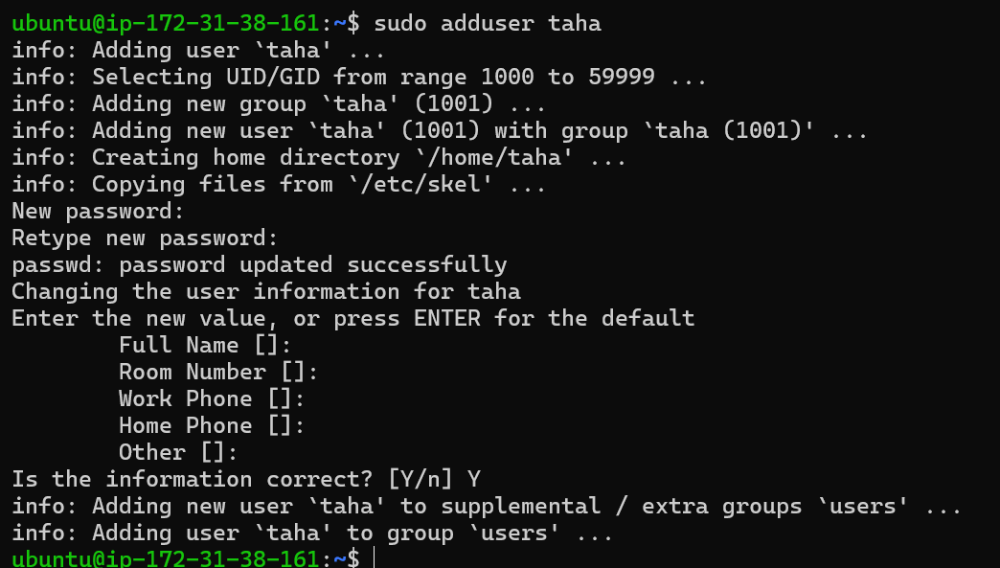 ubuntu@ip-172-31-38-161:~$ sudo adduser taha
info: Adding user `taha' ...
info: Selecting UID/GID from range 1000 to 59999 ...
info: Adding new group `taha' (1001) ...
info: Adding new user `taha' (1001) with group `taha (1001)' ...
info: Creating home directory `/home/taha' ...
info: Copying files from `/etc/skel' ...
New password:
Retype new password:
passwd: password updated successfully
Changing the user information for taha
Enter the new value, or press ENTER for the default
        Full Name []:
        Room Number []:
        Work Phone []:
        Home Phone []:
        Other []:
Is the information correct? [Y/n] Y
info: Adding new user `taha' to supplemental / extra groups `users' ...
info: Adding user `taha' to group `users' ...
ubuntu@ip-172-31-38-161:~$